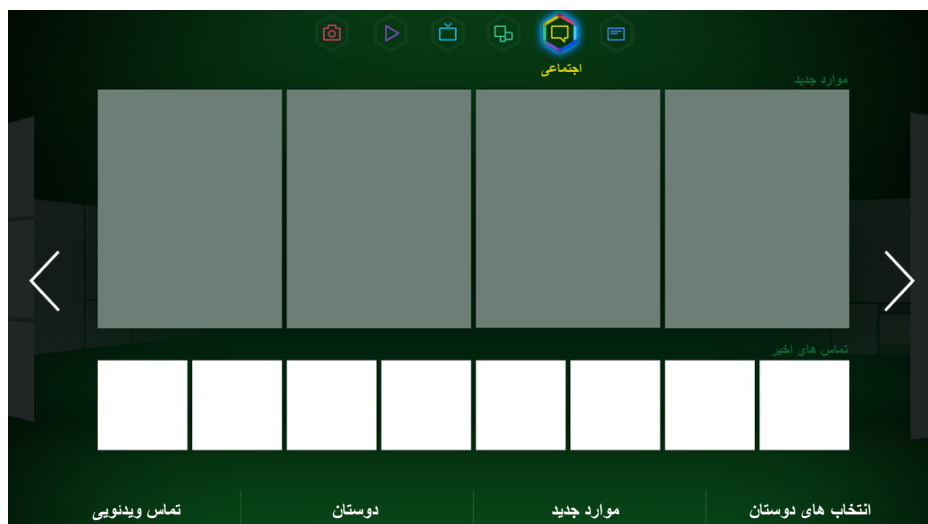 اجتماعی
موارد جدید
تماس های اخیر
انتخاب های دوستان
موارد جدید
دوستان
تماس ویدئویی